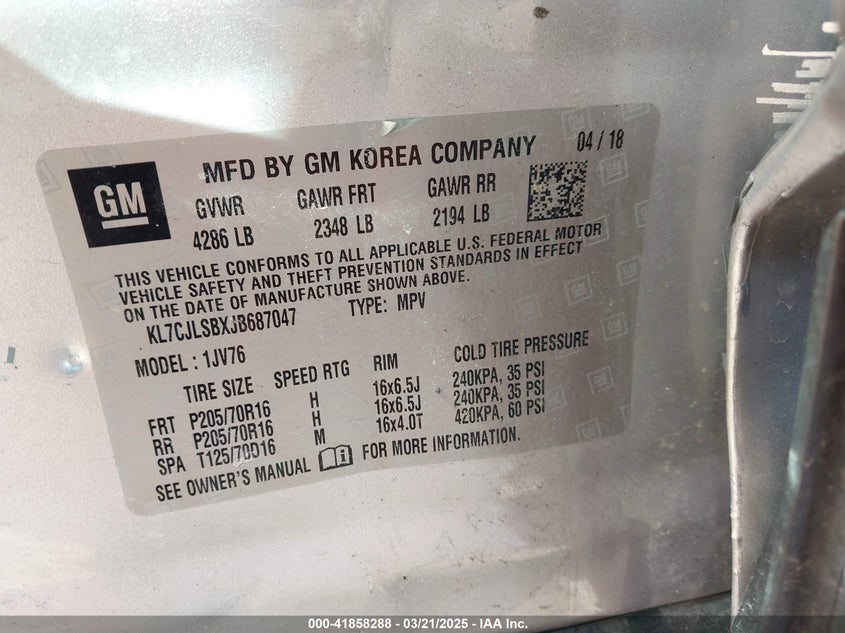 GM
MFD BY GM KOREA COMPANY 04 / 18
GVWR GAWR FRT GAWR RR
4286 LB 2348 LB 2194 LB
THIS VEHICLE CONFORMS TO ALL APPLICABLE U.S. FEDERAL MOTOR
VEHICLE SAFETY AND THEFT PREVENTION STANDARDS IN EFFECT
ON THE DATE OF MANUFACTURE SHOWN ABOVE.
KL7CJLSBXJB687047 TYPE: MPV
MODEL : 1JV76
TIRE SIZE SPEED RTG RIM COLD TIRE PRESSURE
FRT P205/70R16 H 16x6.5J 240KPA, 35 PSI
RR P205/70R16 H 16x6.5J 240KPA, 35 PSI
SPA T125/70D16 M 16x4.0T 420KPA, 60 PSI
SEE OWNER'S MANUAL FOR MORE INFORMATION.
000-41858288 - 03/21/2025 - IAA Inc.